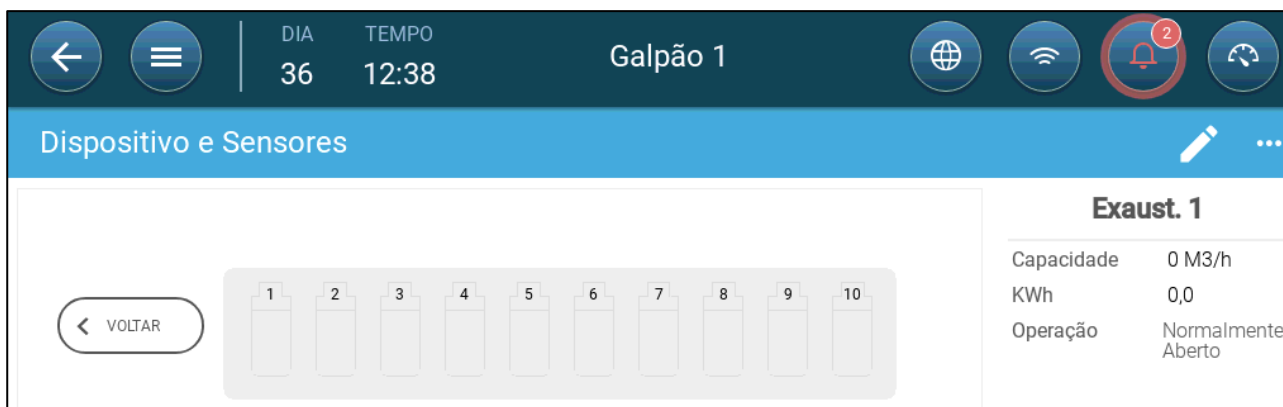 DIA TEMPO
36 12:38
Galpão 1
2
Dispositivo e Sensores
VOLTAR
1 2 3 4 5 6 7 8 9 10
Exaust. 1
Capacidade 0 M3/h
KWh 0,0
Operação Normalmente
Aberto